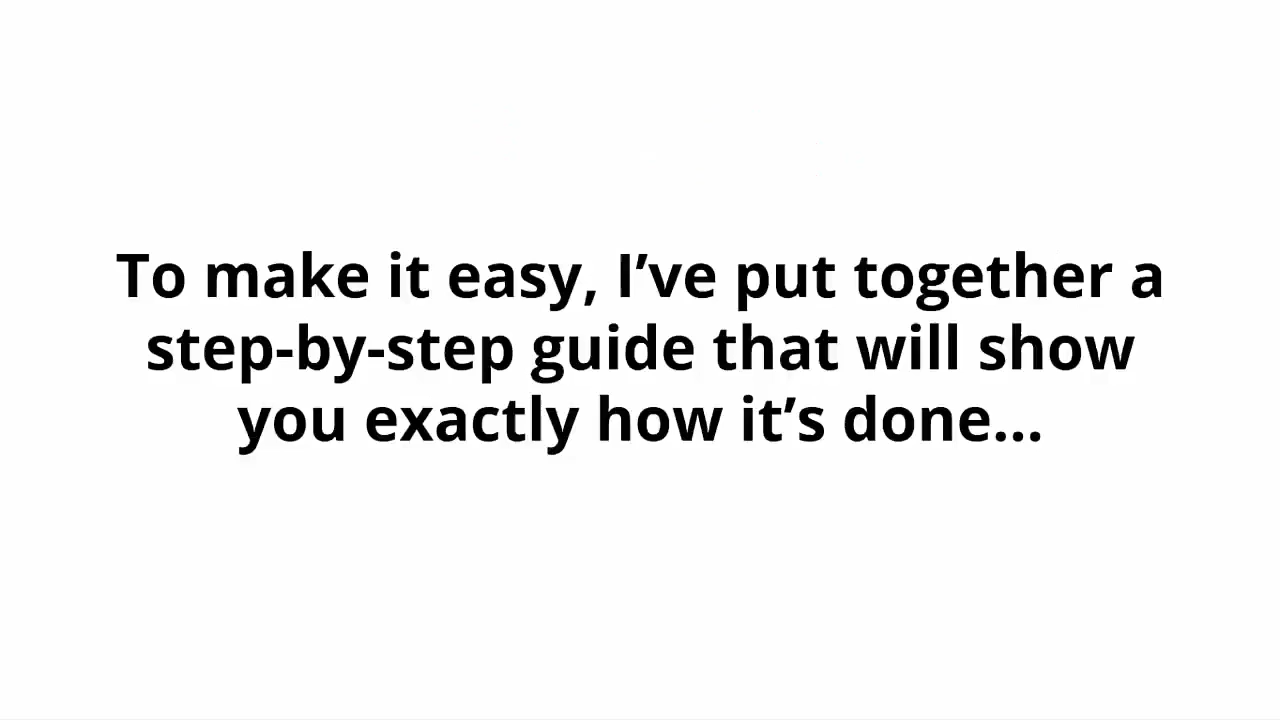 To make it easy, I’ve put together a
step-by-step guide that will show
you exactly how it’s done...